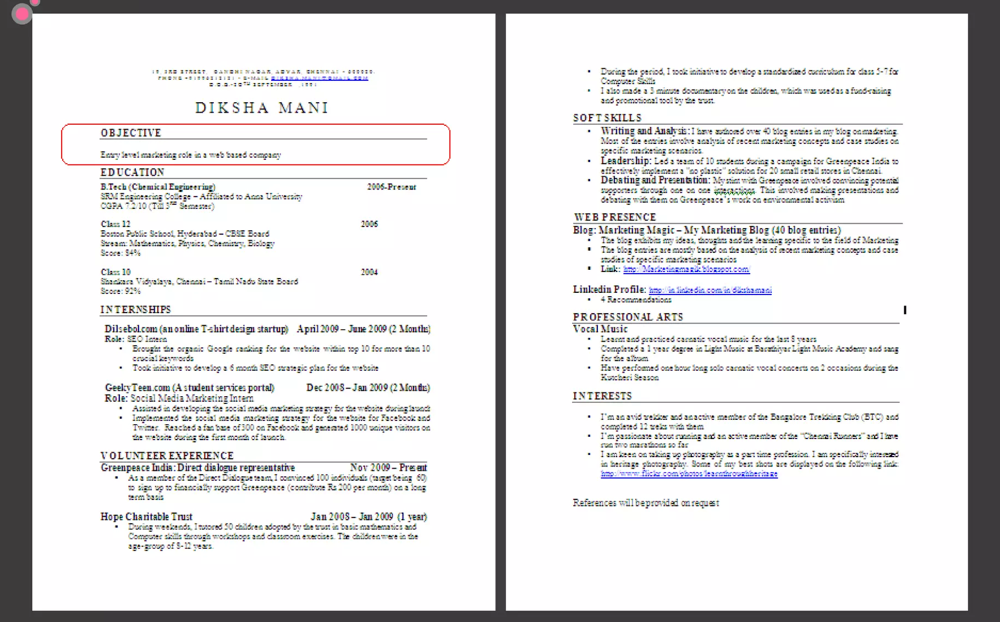 19, 3RD STREET, GANDHI NAGAR, ADYAR, CHENNAI - 600020.
E-MAIL DIKSHA.MANI@GMAIL.COM
SEPTEMBER
DIKSHA MANI
OBJECTIVE
Entry level marketing role in a web based company
EDUCATION
B.Tech (Chemical Engineering) 2006-Present
SRM Engineering College – Affiliated to Anna University
CGPA 7.2/10 (Till Semester)
Class 12 2006
Boston Public School, Hyderabad – CBSE Board
Stream: Mathematics, Physics, Chemistry, Biology
Score: 84%
Class 10 2004
Shankara Vidyalaya, Chennai – Tamil Nadu State Board
Score: 92%
INTERNSHIPS
Dilsebol.com (an online T-shirt design startup) April 2009 – June 2009 (2 Months)
Role: SEO Intern
• Brought the organic Google ranking for the website within top 10 for more than 10
crucial keywords
• Took initiative to develop a 6 month SEO strategic plan for the website
GeekyTeen.com (A student services portal) Dec 2008 – Jan 2009 (2 Months)
Role: Social Media Marketing Intern
• Assisted in developing the social media marketing strategy for the website during launch
• Implemented the social media marketing strategy for the website for Facebook and
Twitter. Reached a fan base of 300 on Facebook and generated 1000 unique visitors on
the website during the first month of launch.
VOLUNTEER EXPERIENCE
Greenpeace India: Direct dialogue representative Nov 2009 – Present
• As a member of the Direct Dialogue team, I convinced 100 individuals (target being 60)
to sign up to financially support Greenpeace (contribute Rs.200 per month) on a long
term basis
Hope Charitable Trust Jan 2008 – Jan 2009 (1 year)
• During weekends, I tutored 50 children adopted by the trust in basic mathematics and
Computer skills through workshops and classroom exercises. The children were in the
age-group of 8-12 years.
• During the period, I took initiative to develop a standardized curriculum for class 5-7 for
Computer Skills
• I also made a 3 minute documentary on the children, which was used as a fund-raising
and promotional tool by the trust.
SOFT SKILLS
• Writing and Analysis: I have authored over 40 blog entries in my blog on marketing.
Most of the entries involve analysis of recent marketing concepts and case studies on
specific marketing scenarios.
• Leadership: Led a team of 10 students during a campaign for Greenpeace India to
effectively implement a "no plastic" solution for 20 small retail stores in Chennai.
• Debating and Presentation: My stint with Greenpeace involved convincing potential
supporters through one on one interactions. This involved making presentations and
debating with them on Greenpeace's work on environmental activism
WEB PRESENCE
Blog: Marketing Magic – My Marketing Blog (40 blog entries)
• The blog exhibits my ideas, thoughts and the learning specific to the field of Marketing
• The blog entries are mostly based on the analysis of recent marketing concepts and case
studies of specific marketing scenarios
• Link: http://Marketingmagik.blogspot.com/
Linkedin Profile: http://in.linkedin.com/in/dikshamani
• 4 Recommendations
PROFESSIONAL ARTS
Vocal Music
• Learnt and practiced carnatic vocal music for the last 8 years
• Completed a 1 year degree in Light Music at Barathiyar Light Music Academy and sang
for the album
• Have performed one hour long solo carnatic vocal concerts on 2 occasions during the
Kutcheri Season
INTERESTS
• I'm an avid trekker and an active member of the Bangalore Trekking Club (BTC) and
completed 12 treks with them
• I'm passionate about running and an active member of the "Chennai Runners" and I have
run two marathons so far
• I am keen on taking up photography as a part time profession. I am specifically interested
in heritage photography. Some of my best shots are displayed on the following link:
http://www.flickr.com/photos/learnthroughheritage
References will be provided on request